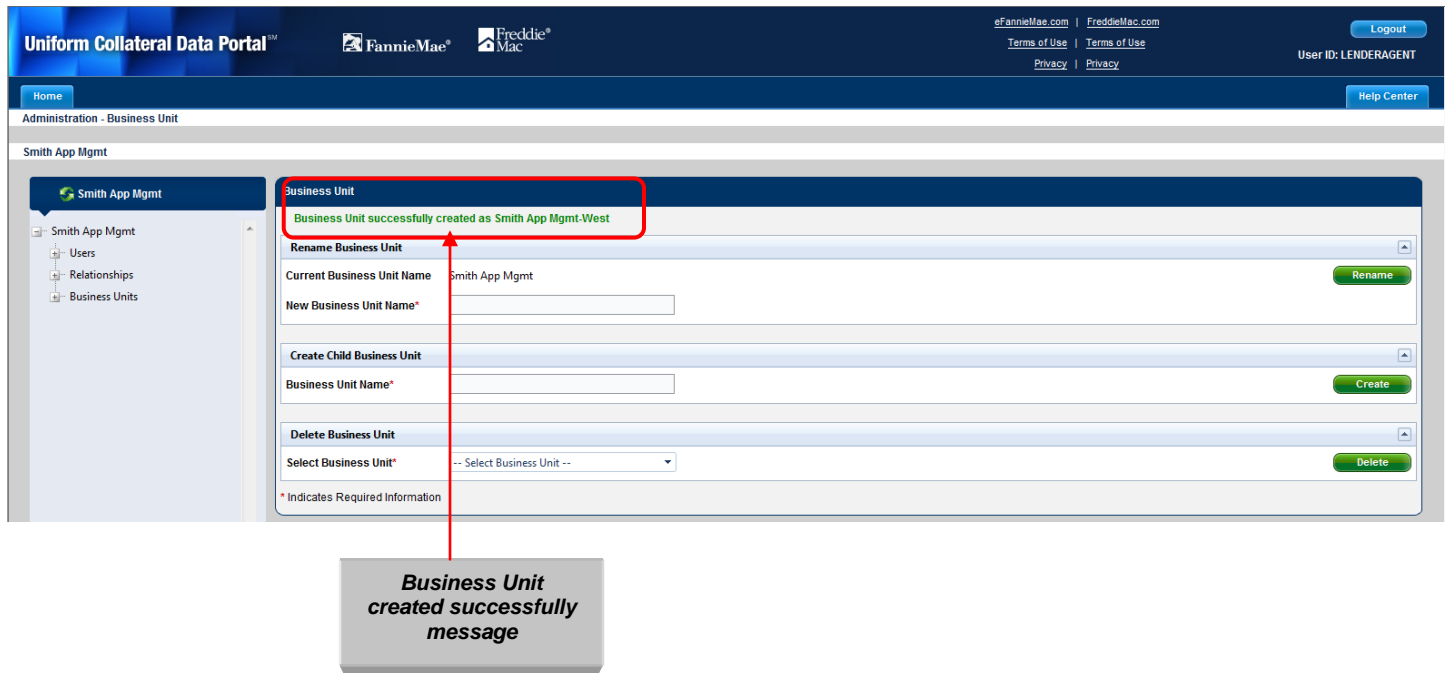 Uniform Collateral Data Portal℠
FannieMae®
Freddie Mac®
eFannieMae.com | FreddieMac.com
Terms of Use | Terms of Use
Privacy | Privacy
Logout
User ID: LENDERAGENT
Home
Help Center
Administration - Business Unit
Smith App Mgmt
Smith App Mgmt
Smith App Mgmt
Users
Relationships
Business Units
Business Unit
Business Unit successfully created as Smith App Mgmt-West
Rename Business Unit
Current Business Unit Name Smith App Mgmt
Rename
New Business Unit Name*
Create Child Business Unit
Business Unit Name*
Create
Delete Business Unit
Select Business Unit* -- Select Business Unit --
Delete
* Indicates Required Information
Business Unit
created successfully
message